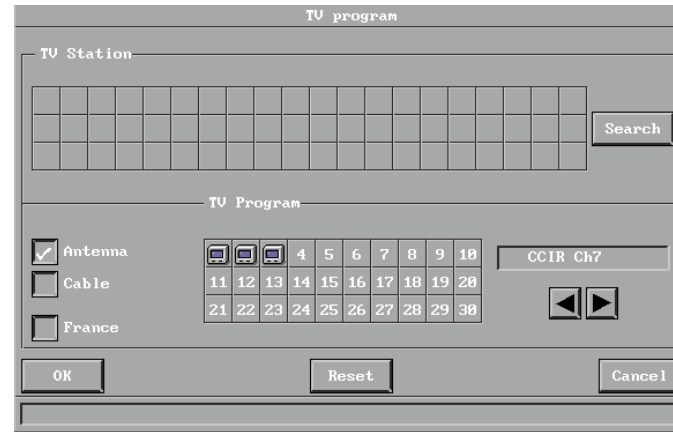 TV program
TV Station
Search
TV Program
Antenna
4 5 6 7 8 9 10
CCIR Ch7
Cable
11 12 13 14 15 16 17 18 19 20
21 22 23 24 25 26 27 28 29 30
France
OK Reset Cancel